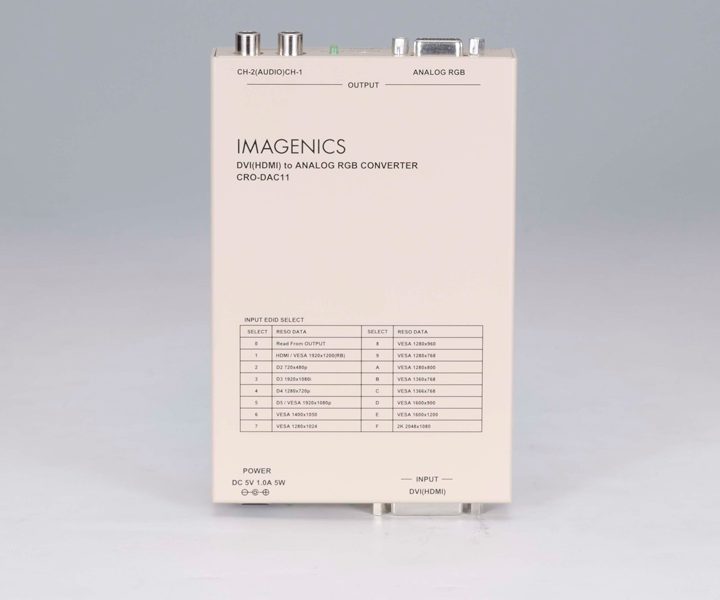 CH-2(AUDIO)CH-1 ANALOG RGB
OUTPUT
IMAGENICS
DVI(HDMI) to ANALOG RGB CONVERTER
CRO-DAC11
INPUT EDID SELECT
SELECT RESO DATA SELECT RESO DATA
0 Read From OUTPUT 8 VESA 1280x960
1 HDMI / VESA 1920x1200(RB) 9 VESA 1280x768
2 D2 720x480p A VESA 1280x800
3 D3 1920x1080i B VESA 1360x768
4 D4 1280x720p C VESA 1366x768
5 D5 / VESA 1920x1080p D VESA 1600x900
6 VESA 1400x1050 E VESA 1600x1200
7 VESA 1280x1024 F 2K 2048x1080
POWER
DC 5V 1.0A 5W
INPUT
DVI(HDMI)